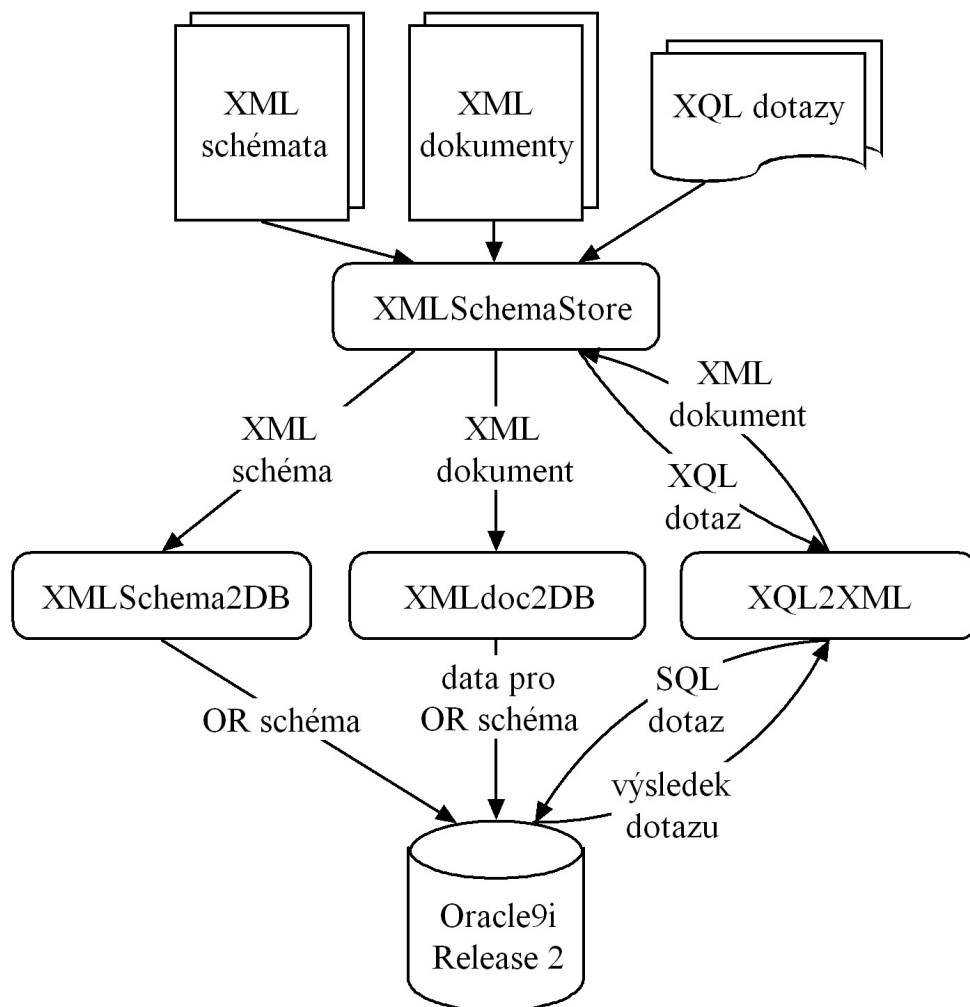 XML
schémata
XML
dokumenty
XQL dotazy
XMLSchemaStore
XML
schéma
XML
dokument
XML
dokument
XQL
dotaz
XMLSchema2DB
XMLdoc2DB
XQL2XML
OR schéma
data pro
OR schéma
SQL
dotaz
výsledek
dotazu
Oracle9i
Release 2